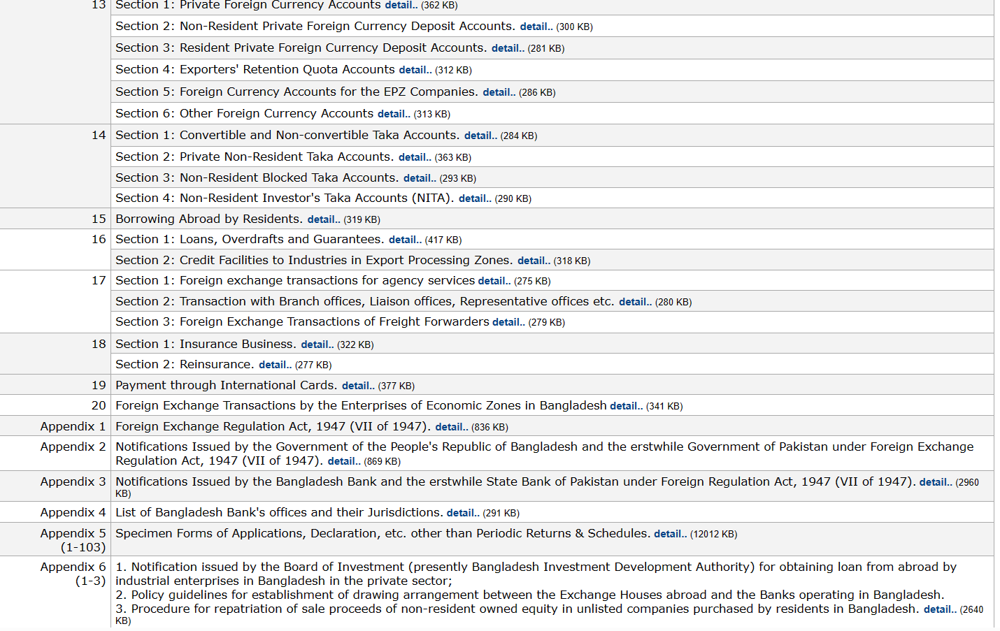 13 Section 1: Private Foreign Currency Accounts detail.. (362 KB)
Section 2: Non-Resident Private Foreign Currency Deposit Accounts. detail.. (300 KB)
Section 3: Resident Private Foreign Currency Deposit Accounts. detail.. (281 KB)
Section 4: Exporters' Retention Quota Accounts detail.. (312 KB)
Section 5: Foreign Currency Accounts for the EPZ Companies. detail.. (286 KB)
Section 6: Other Foreign Currency Accounts detail.. (313 KB)
14 Section 1: Convertible and Non-convertible Taka Accounts. detail.. (284 KB)
Section 2: Private Non-Resident Taka Accounts. detail.. (363 KB)
Section 3: Non-Resident Blocked Taka Accounts. detail.. (293 KB)
Section 4: Non-Resident Investor's Taka Accounts (NITA). detail.. (290 KB)
15 Borrowing Abroad by Residents. detail.. (319 KB)
16 Section 1: Loans, Overdrafts and Guarantees. detail.. (417 KB)
Section 2: Credit Facilities to Industries in Export Processing Zones. detail.. (318 KB)
17 Section 1: Foreign exchange transactions for agency services detail.. (275 KB)
Section 2: Transaction with Branch offices, Liaison offices, Representative offices etc. detail.. (280 KB)
Section 3: Foreign Exchange Transactions of Freight Forwarders detail.. (279 KB)
18 Section 1: Insurance Business. detail.. (322 KB)
Section 2: Reinsurance. detail.. (277 KB)
19 Payment through International Cards. detail.. (377 KB)
20 Foreign Exchange Transactions by the Enterprises of Economic Zones in Bangladesh detail.. (341 KB)
Appendix 1 Foreign Exchange Regulation Act, 1947 (VII of 1947). detail.. (836 KB)
Appendix 2 Notifications Issued by the Government of the People's Republic of Bangladesh and the erstwhile Government of Pakistan under Foreign Exchange
Regulation Act, 1947 (VII of 1947). detail.. (869 KB)
Appendix 3 Notifications Issued by the Bangladesh Bank and the erstwhile State Bank of Pakistan under Foreign Regulation Act, 1947 (VII of 1947). detail.. (2960
KB)
Appendix 4 List of Bangladesh Bank's offices and their Jurisdictions. detail.. (291 KB)
Appendix 5 Specimen Forms of Applications, Declaration, etc. other than Periodic Returns & Schedules. detail.. (12012 KB)
(1-103)
Appendix 6 1. Notification issued by the Board of Investment (presently Bangladesh Investment Development Authority) for obtaining loan from abroad by
(1-3) industrial enterprises in Bangladesh in the private sector;
2. Policy guidelines for establishment of drawing arrangement between the Exchange Houses abroad and the Banks operating in Bangladesh.
3. Procedure for repatriation of sale proceeds of non-resident owned equity in unlisted companies purchased by residents in Bangladesh. detail.. (2640
KB)